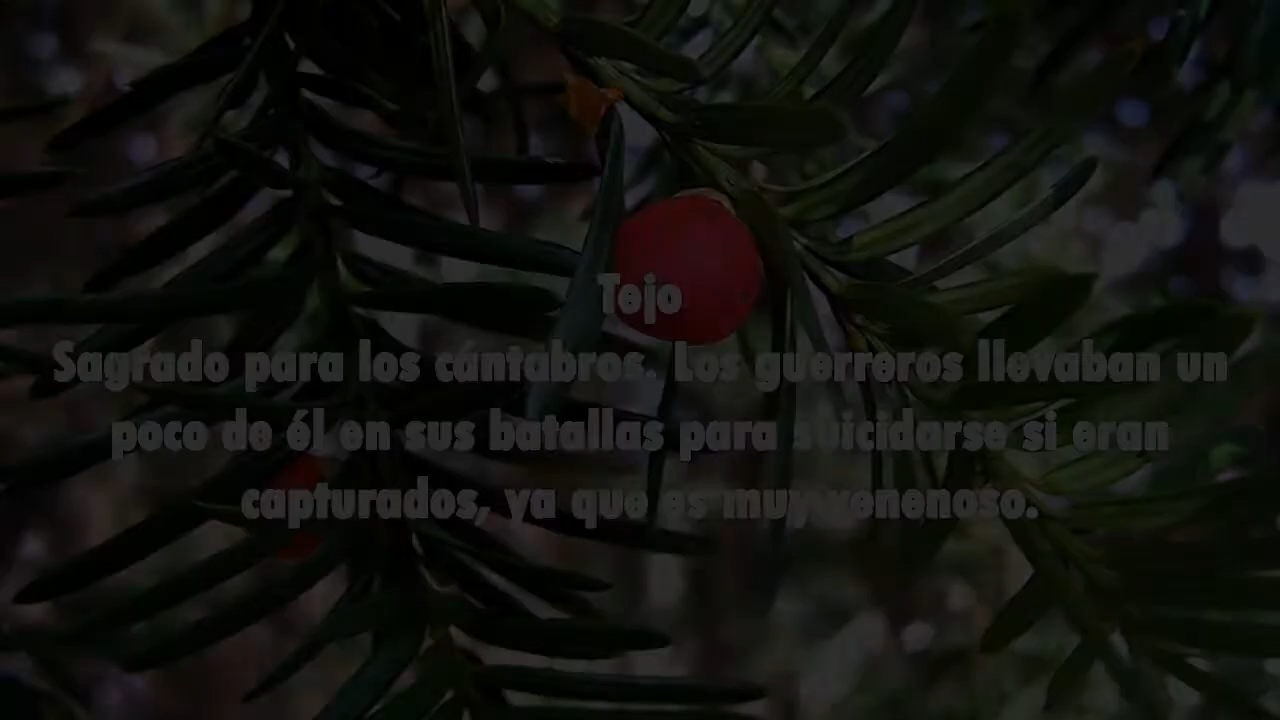 Tejo
Sagrado para los cántabros. Los guerreros llevaban un
poco de él en sus batallas para suicidarse si eran
capturados, ya que es muy venenoso.